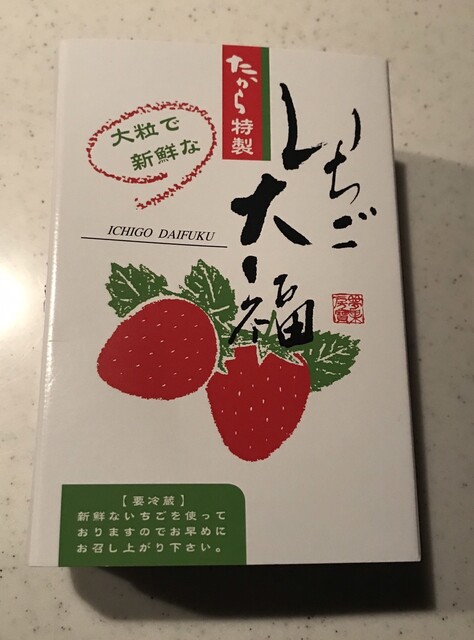 たから特製
いちご
大福
大粒で
新鮮な
ICHIGO DAIFUKU
【要冷蔵】
新鮮ないちごを使って
おりますのでお早めに
お召し上がり下さい。